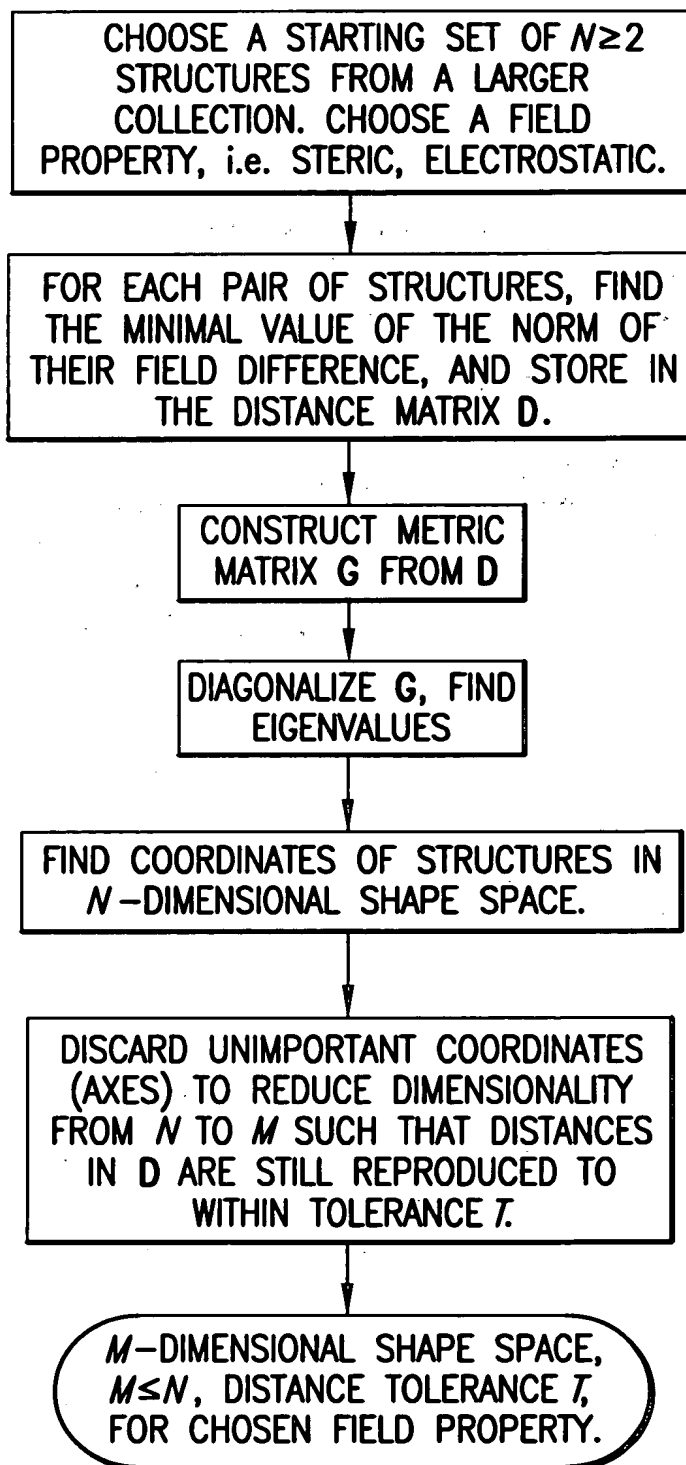 CHOOSE A STARTING SET OF N≥2
STRUCTURES FROM A LARGER
COLLECTION. CHOOSE A FIELD
PROPERTY, i.e. STERIC, ELECTROSTATIC.
FOR EACH PAIR OF STRUCTURES, FIND
THE MINIMAL VALUE OF THE NORM OF
THEIR FIELD DIFFERENCE, AND STORE IN
THE DISTANCE MATRIX D.
CONSTRUCT METRIC
MATRIX G FROM D
DIAGONALIZE G, FIND
EIGENVALUES
FIND COORDINATES OF STRUCTURES IN
N-DIMENSIONAL SHAPE SPACE.
DISCARD UNIMPORTANT COORDINATES
(AXES) TO REDUCE DIMENSIONALITY
FROM N TO M SUCH THAT DISTANCES
IN D ARE STILL REPRODUCED TO
WITHIN TOLERANCE T.
M-DIMENSIONAL SHAPE SPACE,
M≤N, DISTANCE TOLERANCE T,
FOR CHOSEN FIELD PROPERTY.